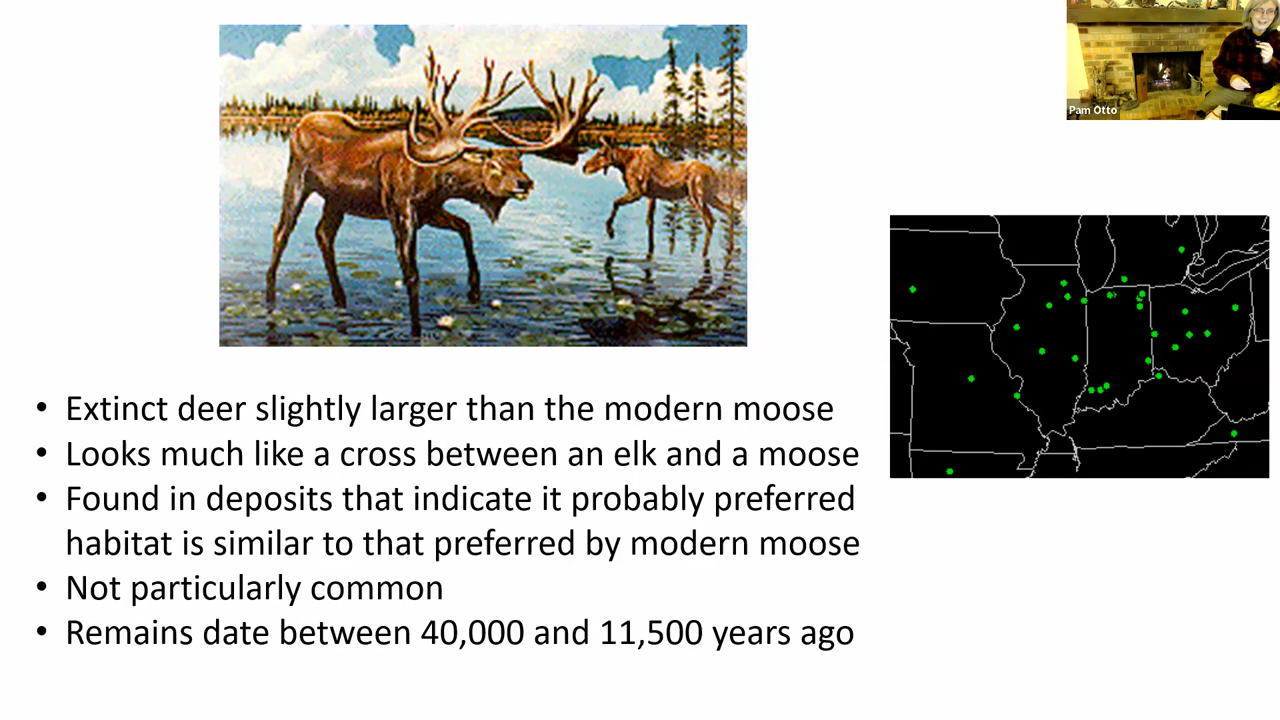 Pam Otto
• Extinct deer slightly larger than the modern moose
• Looks much like a cross between an elk and a moose
• Found in deposits that indicate it probably preferred
habitat is similar to that preferred by modern moose
• Not particularly common
• Remains date between 40,000 and 11,500 years ago